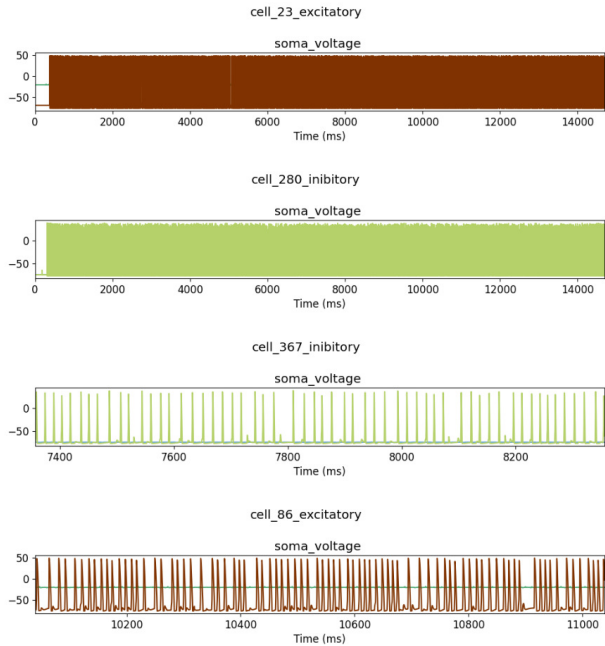 cell_23_excitatory
soma_voltage
50
0
−50
0 2000 4000 6000 8000 10000 12000 14000
Time (ms)
cell_280_inibitory
soma_voltage
0
−50
0 2000 4000 6000 8000 10000 12000 14000
Time (ms)
cell_367_inibitory
soma_voltage
0
−50
7400 7600 7800 8000 8200
Time (ms)
cell_86_excitatory
soma_voltage
50
0
−50
10200 10400 10600 10800 11000
Time (ms)